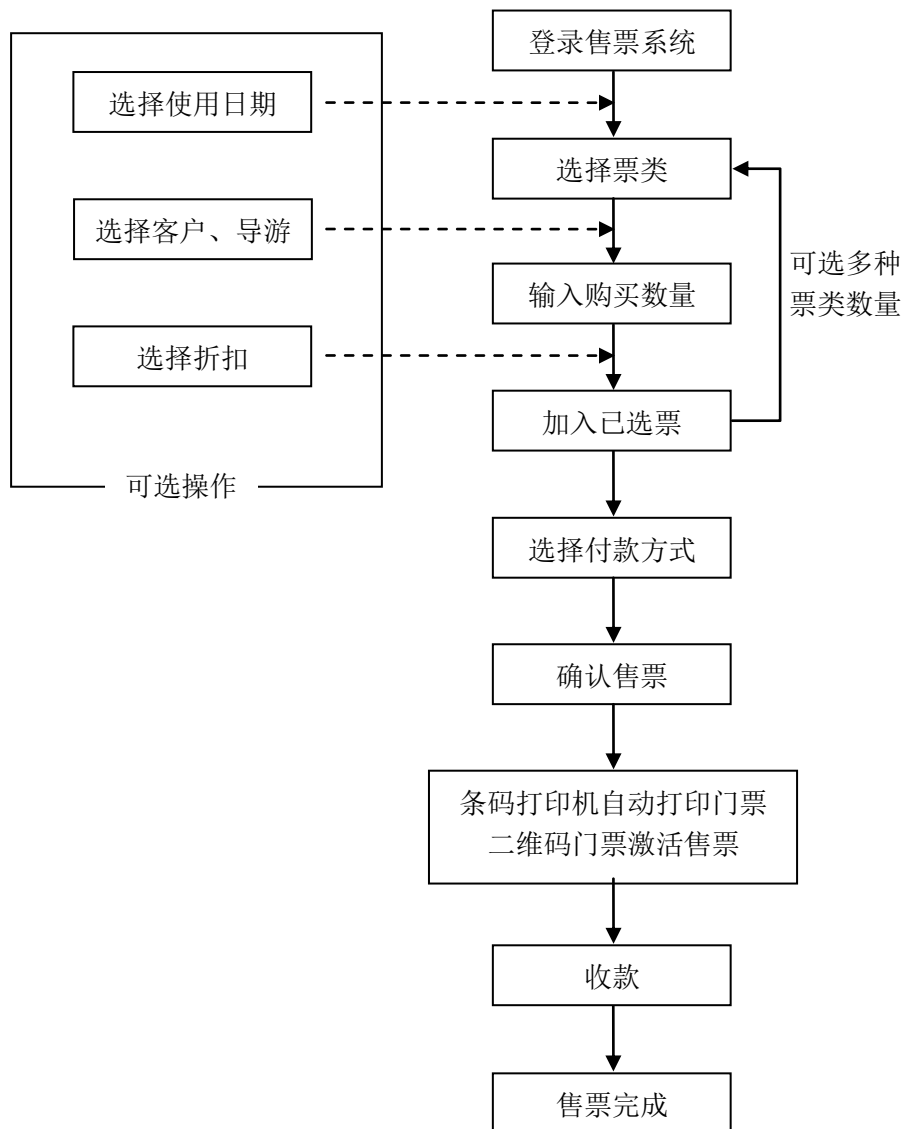 登录售票系统
选择使用日期
选择票类
选择客户、导游
可选多种
票类数量
输入购买数量
选择折扣
加入已选票
可选操作
选择付款方式
确认售票
条码打印机自动打印门票
二维码门票激活售票
收款
售票完成